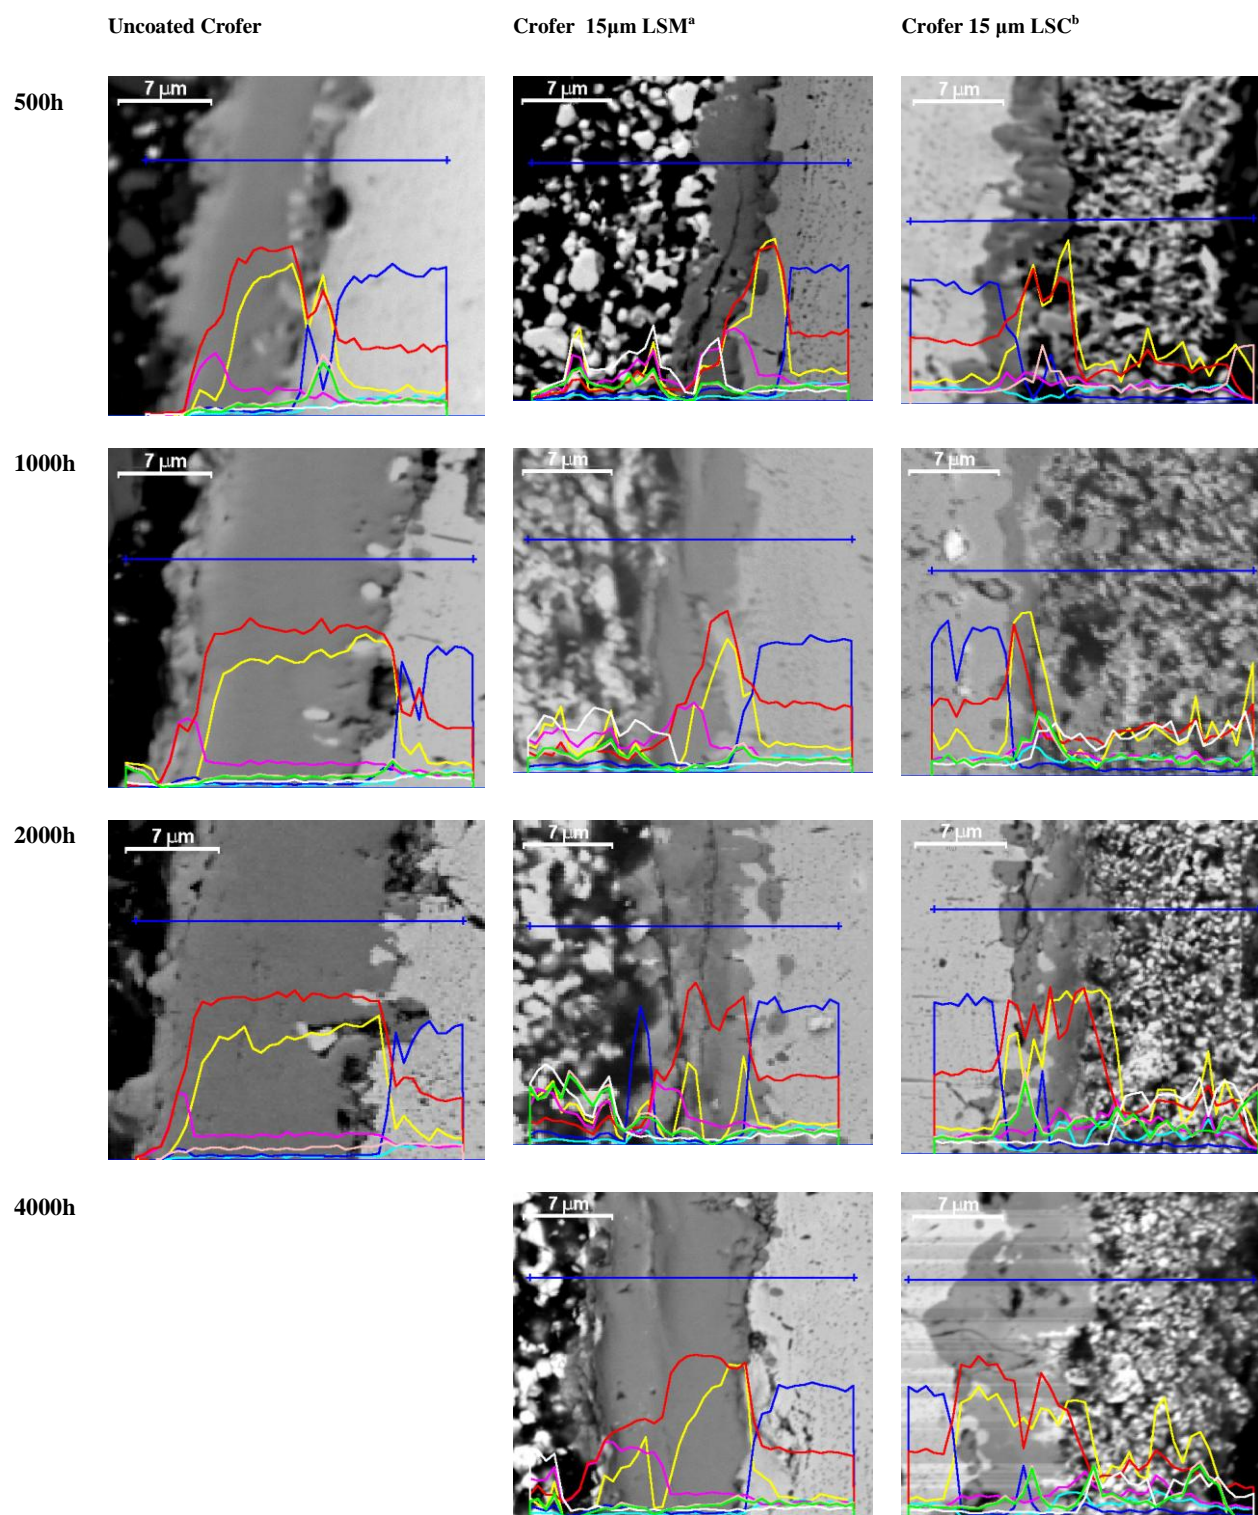 Uncoated Crofer Crofer 15µm LSMa Crofer 15 µm LSCb
500h
7 µm 7 µm 7 µm
1000h
7 µm 7 µm 7 µm
2000h
7 µm 7 µm 7 µm
4000h
7 µm 7 µm